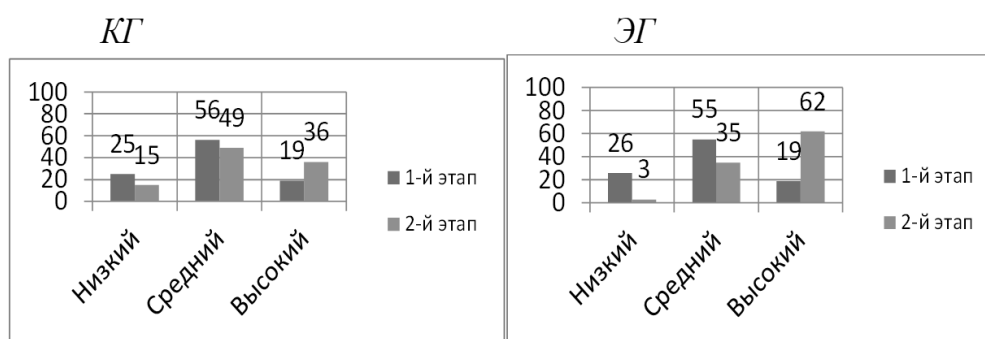 КГ
100
80
60
40
20
0
25
15
56
49
19
36
Низкий
Средний
Высокий
1-й этап
2-й этап
ЭГ
100
80
60
40
20
0
26
3
55
35
19
62
Низкий
Средний
Высокий
1-й этап
2-й этап